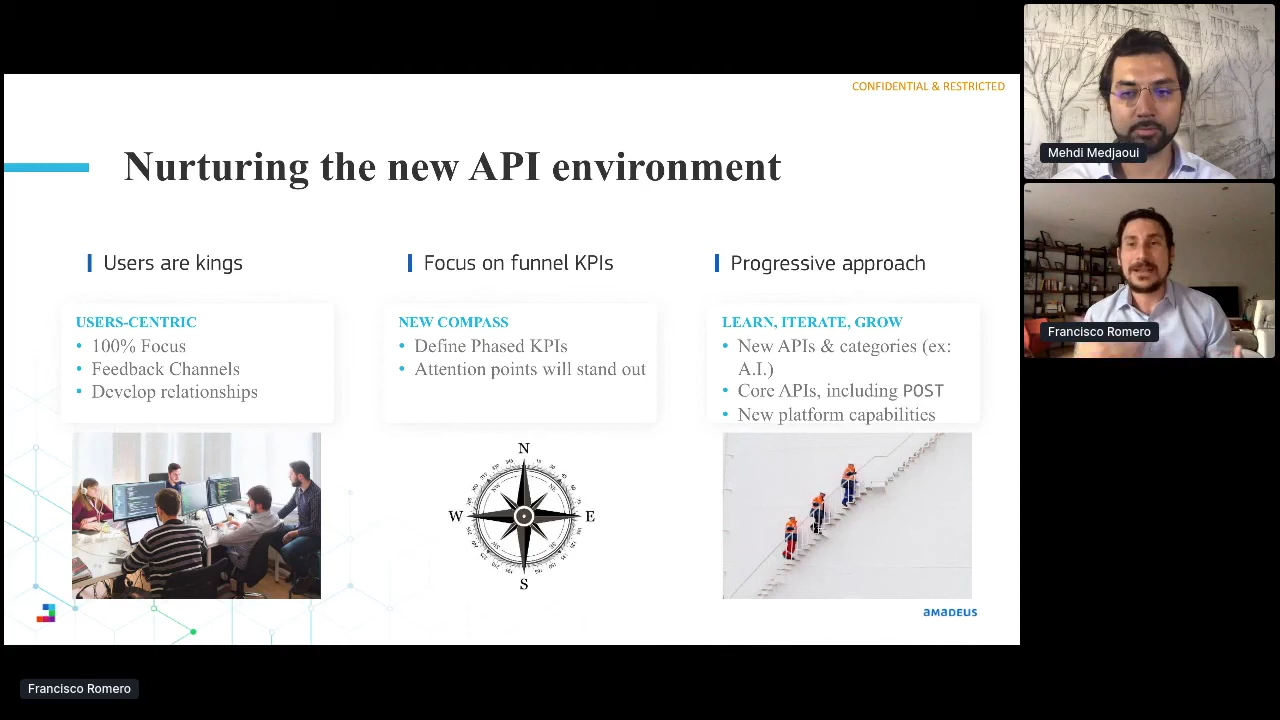 CONFIDENTIAL & RESTRICTED
Nurturing the new API environment
Users are kings
USERS-CENTRIC
• 100% Focus
• Feedback Channels
• Develop relationships
Focus on funnel KPIs
NEW COMPASS
• Define Phased KPIs
• Attention points will stand out
Progressive approach
LEARN, ITERATE, GROW
• New APIs & categories (ex:
A.I.)
• Core APIs, including POST
• New platform capabilities
N
W E
S
amadeus
Mehdi Medjaoui
Francisco Romero
Francisco Romero